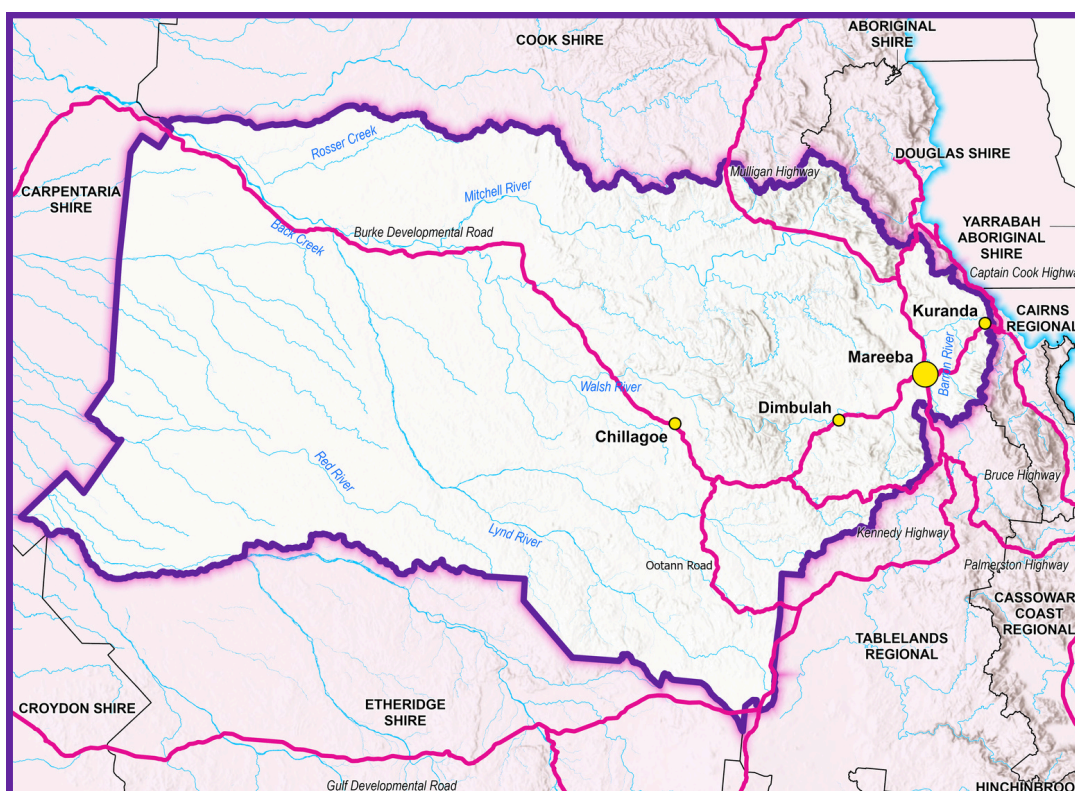 ABORIGINAL
SHIRE
COOK SHIRE
Rosser Creek
DOUGLAS SHIRE
Mulligan Highway
CARPENTARIA
SHIRE
Mitchell River
YARRABAH
ABORIGINAL
SHIRE
Back Creek
Burke Developmental Road
Captain Cook Highwa
Kuranda
CAIRNS
REGIONAL
Mareeba
Barron River
Walsh River
Dimbulah
Chillagoe
Red River
Bruce Highway
Lynd River
Kennedy Highway
Ootann Road
Palmerston Highway
CASSOWAR
COAST
REGIONAL
TABLELANDS
REGIONAL
CROYDON SHIRE
ETHERIDGE
SHIRE
Gulf Developmental Road
HINCHINBROO